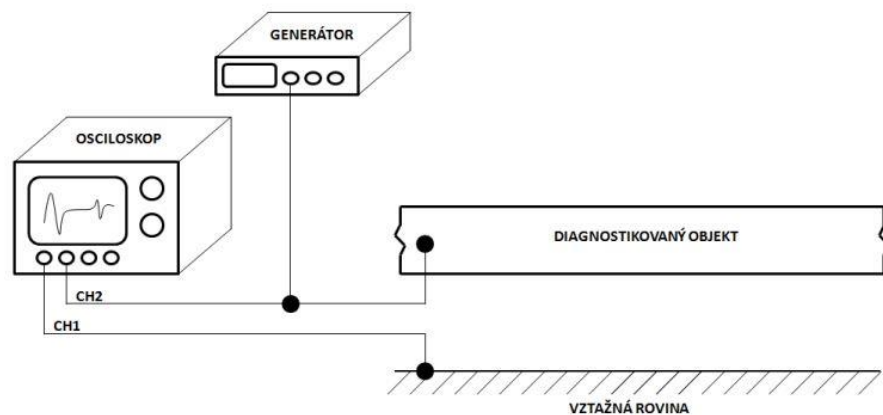 GENERÁTOR
OSCILOSKOP
DIAGNOSTIKOVANÝ OBJEKT
CH2
CH1
VZTAŽNÁ ROVINA